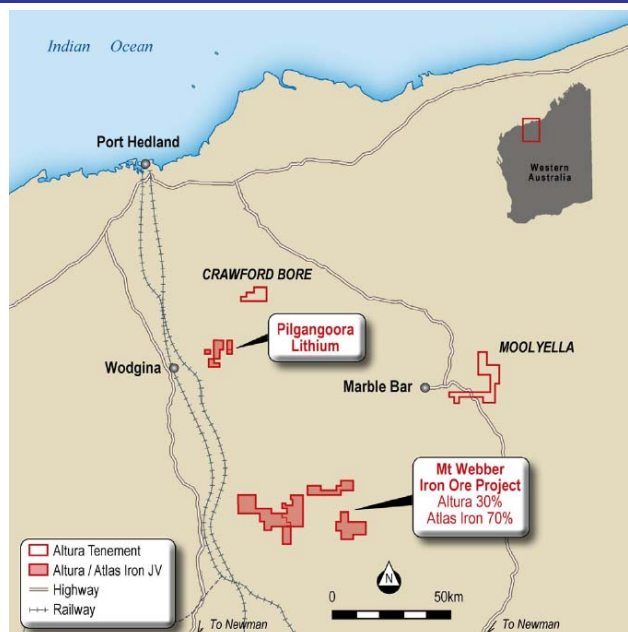 Indian Ocean
Port Hedland
Western
Australia
CRAWFORD BORE
Pilgangoora
Lithium
MOOLYELLA
Wodgina
Marble Bar
Mt Webber
Iron Ore Project
Altura 30%
Atlas Iron 70%
Altura Tenement
Altura / Atlas Iron JV
Highway
Railway
N
0 50km
To Newman
To Newman